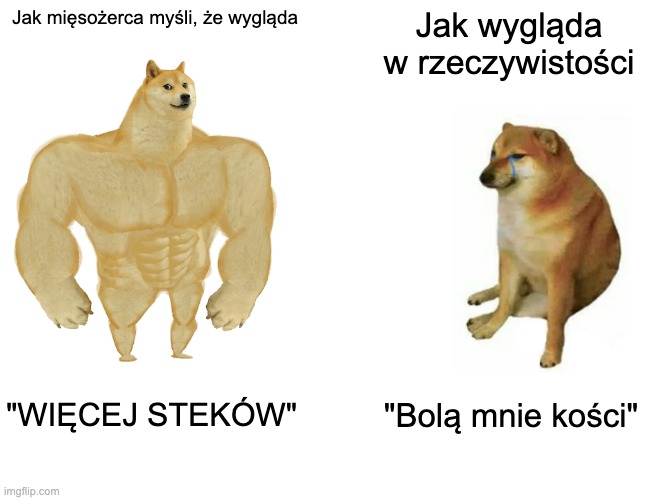 Jak mięsożerca myśli, że wygląda
Jak wygląda
w rzeczywistości
"WIĘCEJ STEKÓW"
"Bolą mnie kości"
imgflip.com